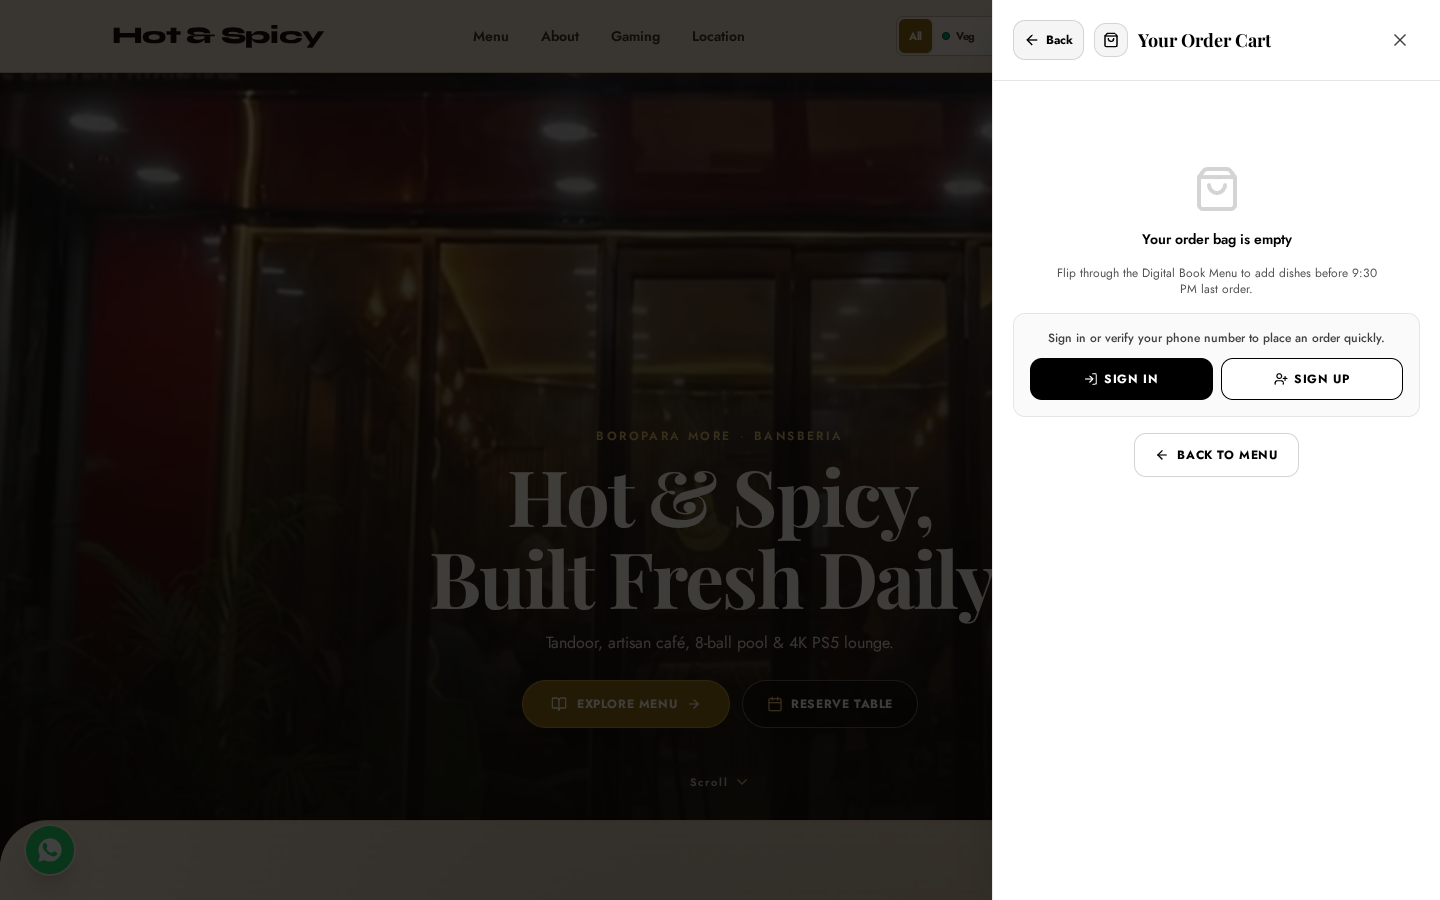 Hot & Spicy
Menu
About
Gaming
Location
All
Veg
Back
Your Order Cart
Your order bag is empty
Flip through the Digital Book Menu to add dishes before 9:30
PM last order.
Sign in or verify your phone number to place an order quickly.
SIGN IN
SIGN UP
BACK TO MENU
BOROPARA MORE · BANSBERIA
Hot & Spicy,
Built Fresh Daily
Tandoor, artisan café, 8-ball pool & 4K PS5 lounge.
EXPLORE MENU
RESERVE TABLE
Scroll